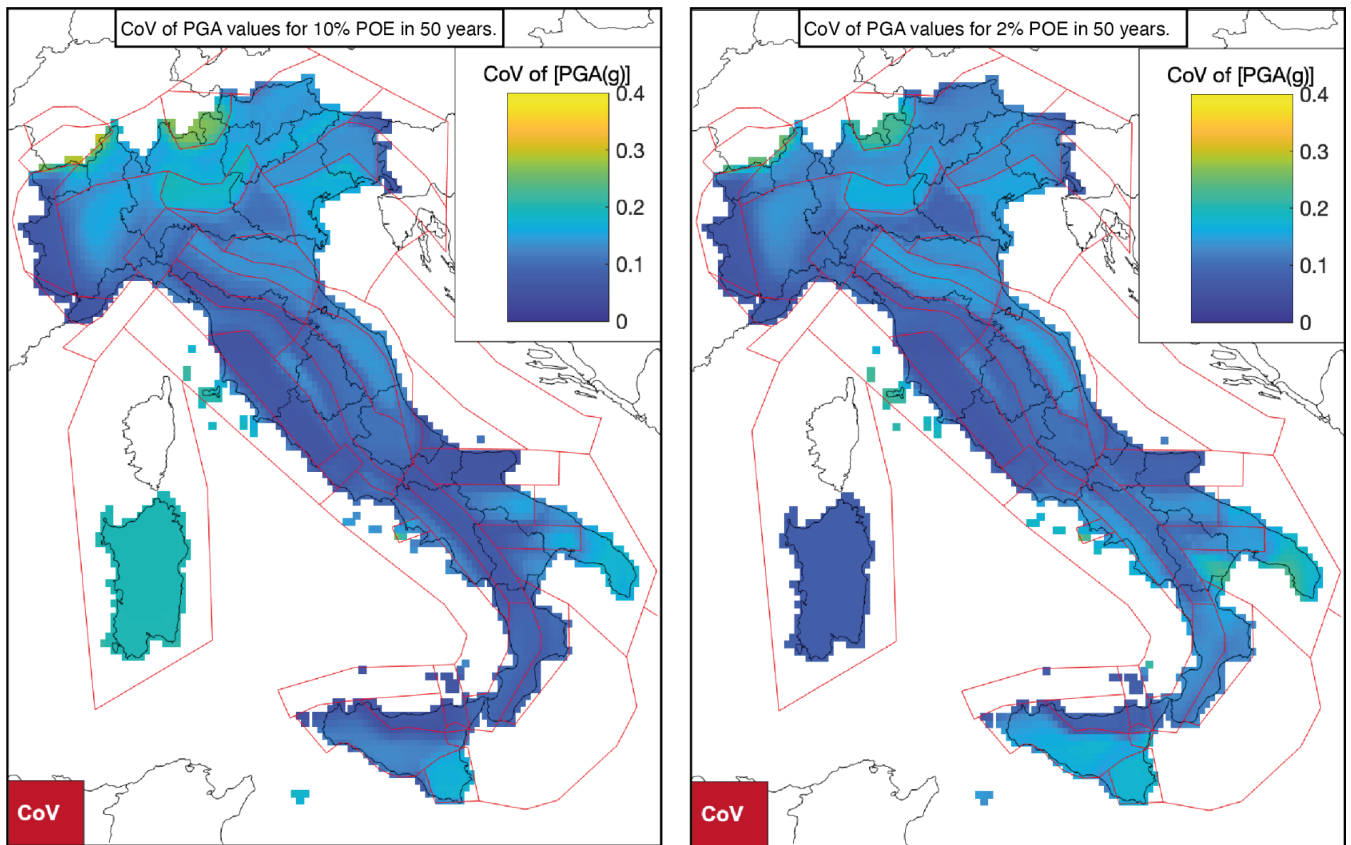 CoV of PGA values for 10% POE in 50 years.
CoV of [PGA(g)]
0.4
0.3
0.2
0.1
0
CoV
CoV of PGA values for 2% POE in 50 years.
CoV of [PGA(g)]
0.4
0.3
0.2
0.1
0
CoV